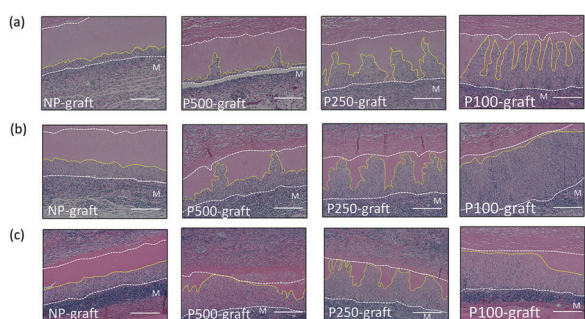 (a)
M
NP-graft
M
P500-graft
M
P250-graft
M
P100-graft
(b)
M
NP-graft
M
P500-graft
M
P250-graft
M
P100-graft
(c)
M
NP-graft
M
P500-graft
M
P250-graft
M
P100-graft